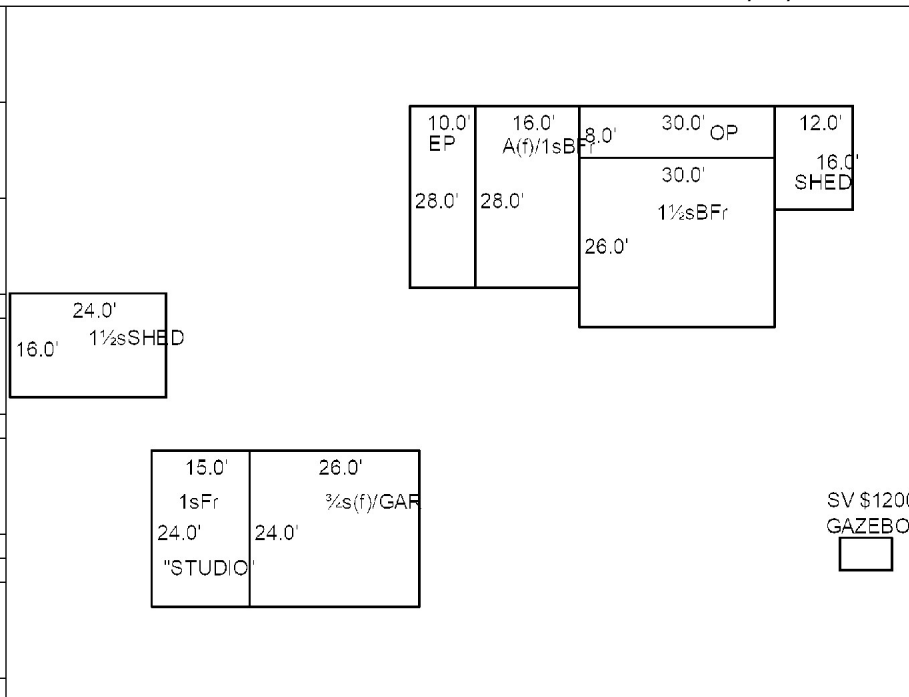 10.0'
EP
28.0'
16.0'
A(f)/1sBFr
28.0'
8.0'
30.0'
OP
12.0'
16.0'
SHED
30.0'
1½sBFr
26.0'
24.0'
1½sSHED
16.0'
15.0'
1sFr
24.0'
"STUDIO"
26.0'
¾s(f)/GAR
24.0'
SV $1200
GAZEBO